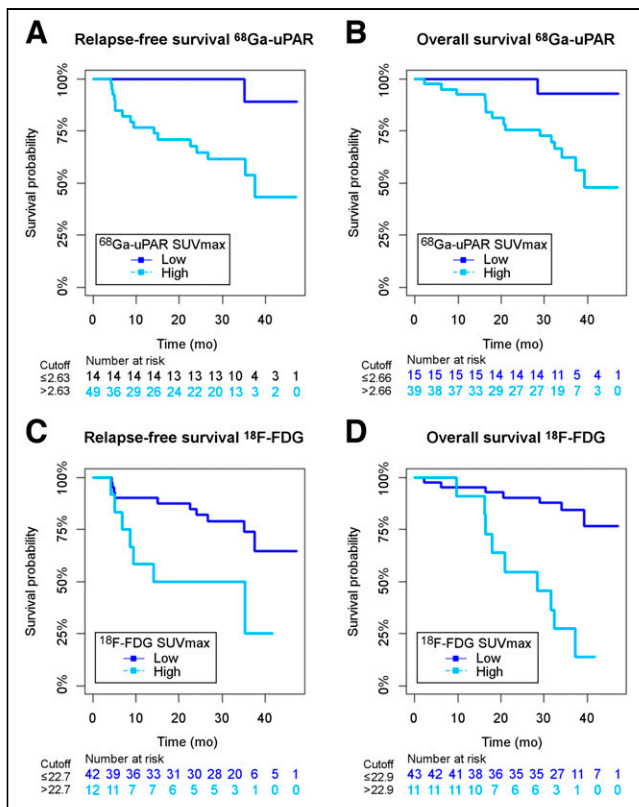 A
Relapse-free survival ⁶⁸Ga-uPAR
Survival probability
100%
75%
50%
25%
0%
⁶⁸Ga-uPAR SUVmax
Low
High
0 10 20 30 40
Time (mo)
Cutoff Number at risk
≤2.63 14 14 14 14 13 13 13 10 4 3 1
>2.63 49 36 29 26 24 22 20 13 3 2 0
B
Overall survival ⁶⁸Ga-uPAR
Survival probability
100%
75%
50%
25%
0%
⁶⁸Ga-uPAR SUVmax
Low
High
0 10 20 30 40
Time (mo)
Cutoff Number at risk
≤2.66 15 15 15 15 14 14 14 11 5 4 1
>2.66 39 38 37 33 29 27 27 19 7 3 0
C
Relapse-free survival ¹⁸F-FDG
Survival probability
100%
75%
50%
25%
0%
¹⁸F-FDG SUVmax
Low
High
0 10 20 30 40
Time (mo)
Cutoff Number at risk
≤22.7 42 39 36 33 31 30 28 20 6 5 1
>22.7 12 11 7 7 6 5 5 3 1 0 0
D
Overall survival ¹⁸F-FDG
Survival probability
100%
75%
50%
25%
0%
¹⁸F-FDG SUVmax
Low
High
0 10 20 30 40
Time (mo)
Cutoff Number at risk
≤22.9 43 42 41 38 36 35 35 27 11 7 1
>22.9 11 11 11 10 7 6 6 3 1 0 0